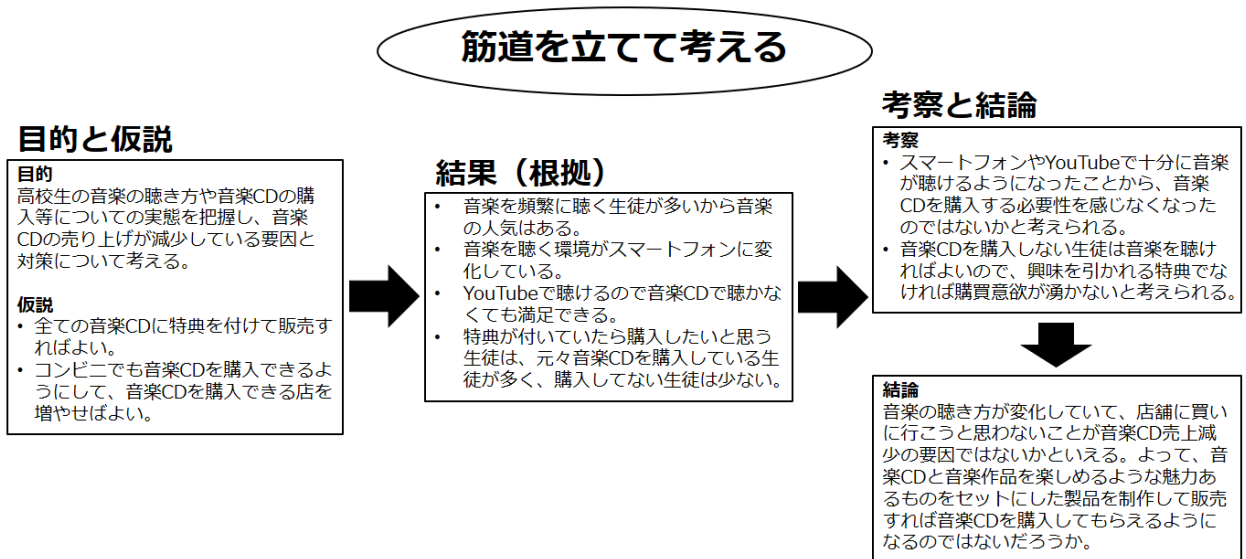 筋道を立てて考える
目的と仮説
目的
高校生の音楽の聴き方や音楽CDの購
入等についての実態を把握し、音楽
CDの売り上げが減少している要因と
対策について考える。
仮説
• 全ての音楽CDに特典を付けて販売す
ればよい。
• コンビニでも音楽CDを購入できるよ
うにして、音楽CDを購入できる店を
増やせばよい。
結果（根拠）
• 音楽を頻繁に聴く生徒が多いから音楽
の人気はある。
• 音楽を聴く環境がスマートフォンに変
化している。
• YouTubeで聴けるので音楽CDで聴かな
くても満足できる。
• 特典が付いていたら購入したいと思う
生徒は、元々音楽CDを購入している生
徒が多く、購入してない生徒は少ない。
考察と結論
考察
• スマートフォンやYouTubeで十分に音楽
が聴けるようになったことから、音楽
CDを購入する必要性を感じなくなった
のではないかと考えられる。
• 音楽CDを購入しない生徒は音楽を聴け
ればよいので、興味を引かれる特典でな
ければ購買意欲が湧かないと考えられる。
結論
音楽の聴き方が変化していて、店舗に買い
に行こうと思わないことが音楽CD売上減
少の要因ではないかといえる。よって、音
楽CDと音楽作品を楽しめるような魅力あ
るものをセットにした製品を制作して販売
すれば音楽CDを購入してもらえるように
なるのではないだろうか。